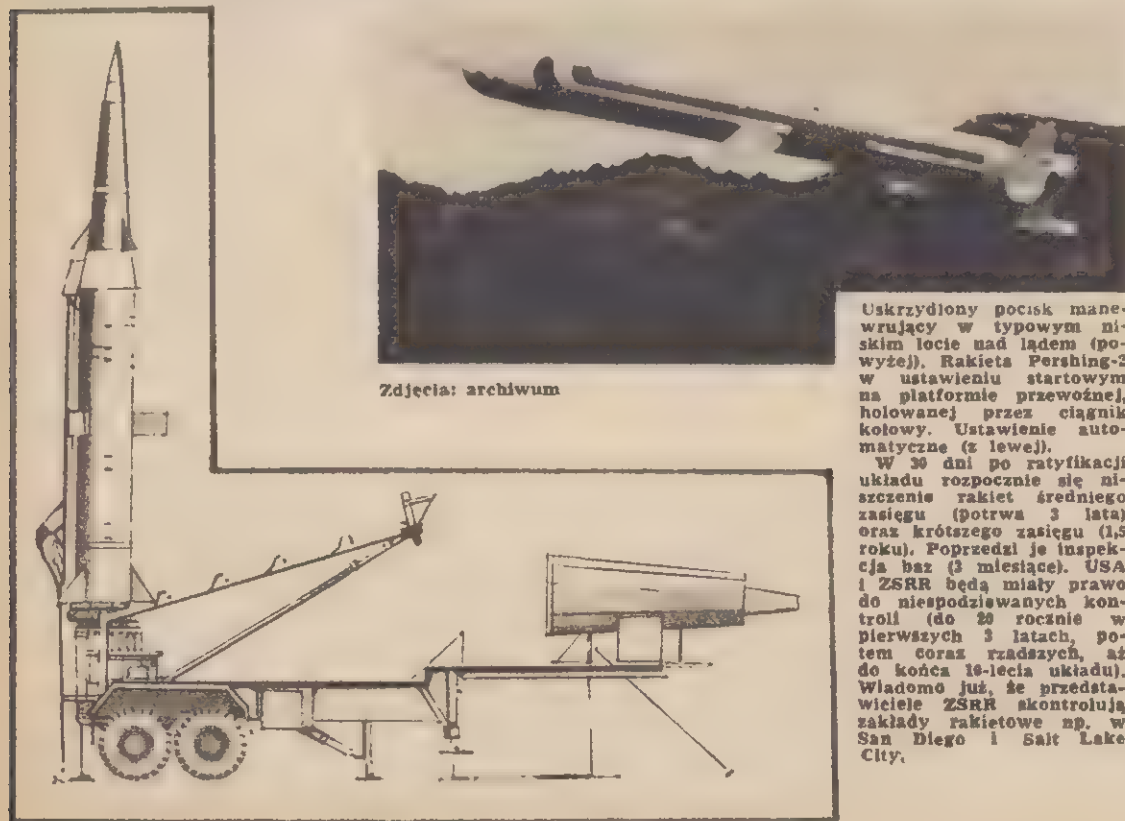 Zdjęcia: archiwum
Uskrzydlony pocisk mane-
wrujący w typowym ni-
skim locie nad lądem (po-
wyżej). Rakieta Pershing-2
w ustawieniu startowym
na platformie przewoźnej,
holowanej przez ciągnik
kołowy. Ustawienie auto-
matyczne (z lewej).
W 30 dni po ratyfikacji
układu rozpocznie się ni-
szczenie rakiet średniego
zasięgu (potrwa 3 lata)
oraz krótszego zasięgu (1,5
roku). Poprzedzi je inspek-
cja baz (3 miesiące). USA
i ZSRR będą miały prawo
do niespodziewanych kon-
troli (do 20 rocznie w
pierwszych 3 latach, po-
tem coraz rzadszych, aż
do końca 10-lecia układu).
Wiadomo już, że przedsta-
wiciele ZSRR skontrolują
zakłady rakietowe np. w
San Diego i Salt Lake
City.